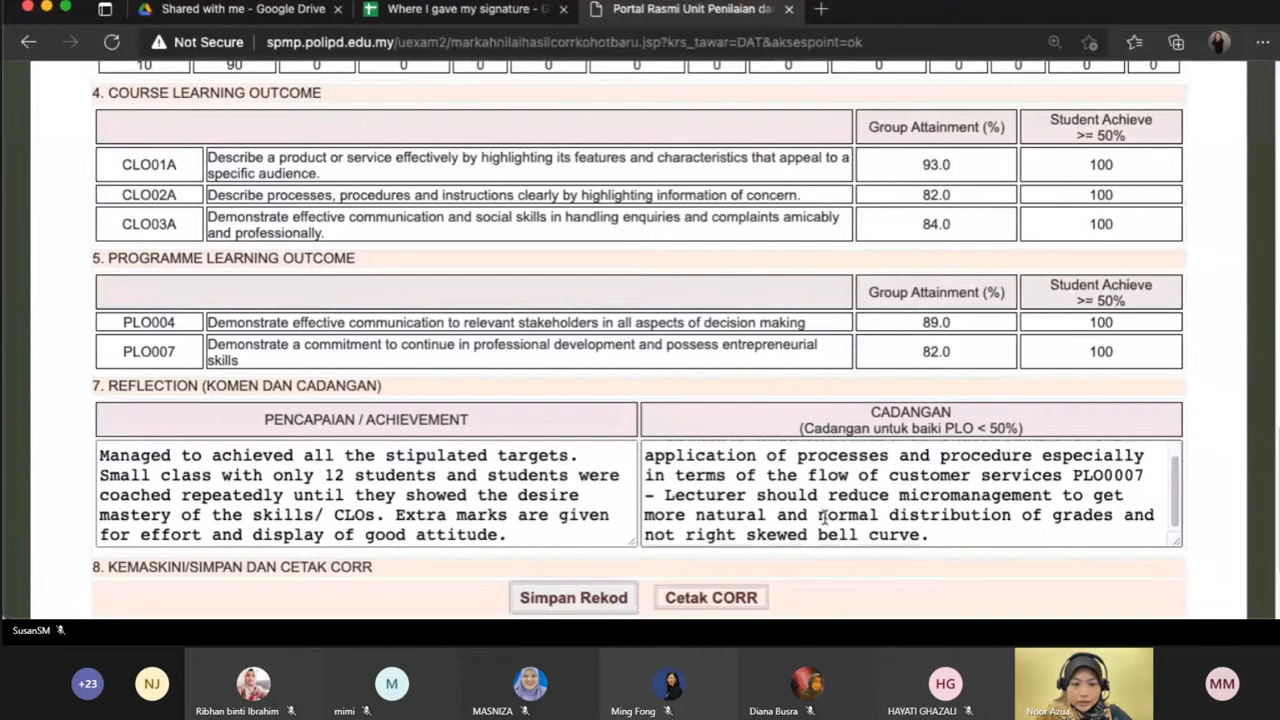 Shared with me - Google Drive
Where I gave my signature - G
Portal Rasmi Unit Penilaian da
Not Secure spmp.polipd.edu.my/uexam2/markahnilaihasilcorrkohotbaru.jsp?krs_tawar=DAT&aksespoint=ok
10 90 0 0 0 0 0 0 0 0 0 0 0 0
4. COURSE LEARNING OUTCOME
Group Attainment (%)
Student Achieve
>= 50%
CLO01A
Describe a product or service effectively by highlighting its features and characteristics that appeal to a
specific audience.
93.0
100
CLO02A
Describe processes, procedures and instructions clearly by highlighting information of concern.
82.0
100
CLO03A
Demonstrate effective communication and social skills in handling enquiries and complaints amicably
and professionally.
84.0
100
5. PROGRAMME LEARNING OUTCOME
Group Attainment (%)
Student Achieve
>= 50%
PLO004
Demonstrate effective communication to relevant stakeholders in all aspects of decision making
89.0
100
PLO007
Demonstrate a commitment to continue in professional development and possess entrepreneurial
skills
82.0
100
7. REFLECTION (KOMEN DAN CADANGAN)
PENCAPAIAN / ACHIEVEMENT
CADANGAN
(Cadangan untuk baiki PLO < 50%)
Managed to achieved all the stipulated targets.
Small class with only 12 students and students were
coached repeatedly until they showed the desire
mastery of the skills/ CLOs. Extra marks are given
for effort and display of good attitude.
application of processes and procedure especially
in terms of the flow of customer services PLO0007
- Lecturer should reduce micromanagement to get
more natural and normal distribution of grades and
not right skewed bell curve.
8. KEMASKINI/SIMPAN DAN CETAK CORR
Simpan Rekod
Cetak CORR
SusanSM
+23
NJ
Ribhan binti Ibrahim
M
mimi
MASNIZA
Ming Fong
Diana Busra
HG
HAYATI GHAZALI
Noor Azua
MM